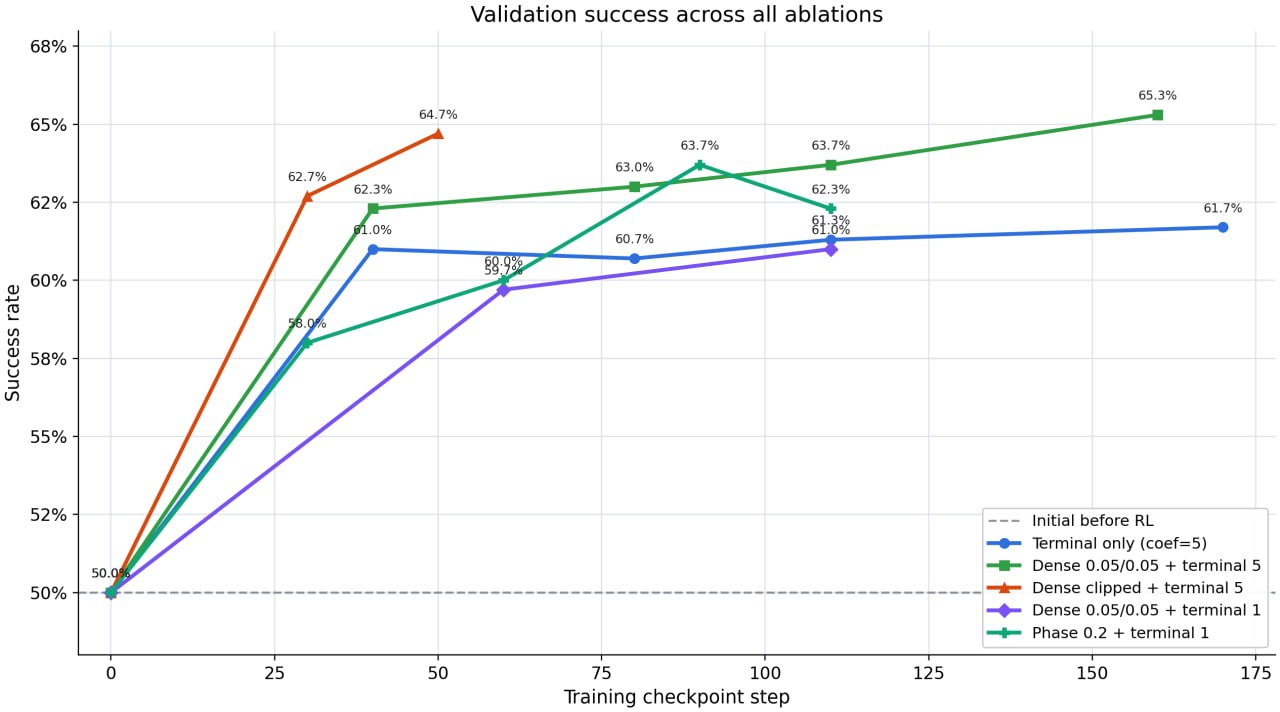 Validation success across all ablations
68%
65%
62%
60%
58%
55%
52%
50%
Success rate
65.3%
64.7%
63.7%
63.7%
63.0%
62.7%
62.3%
62.3%
61.7%
61.3%
61.0%
61.0%
60.7%
60.0%
59.7%
58.0%
50.0%
Initial before RL
Terminal only (coef=5)
Dense 0.05/0.05 + terminal 5
Dense clipped + terminal 5
Dense 0.05/0.05 + terminal 1
Phase 0.2 + terminal 1
0 25 50 75 100 125 150 175
Training checkpoint step